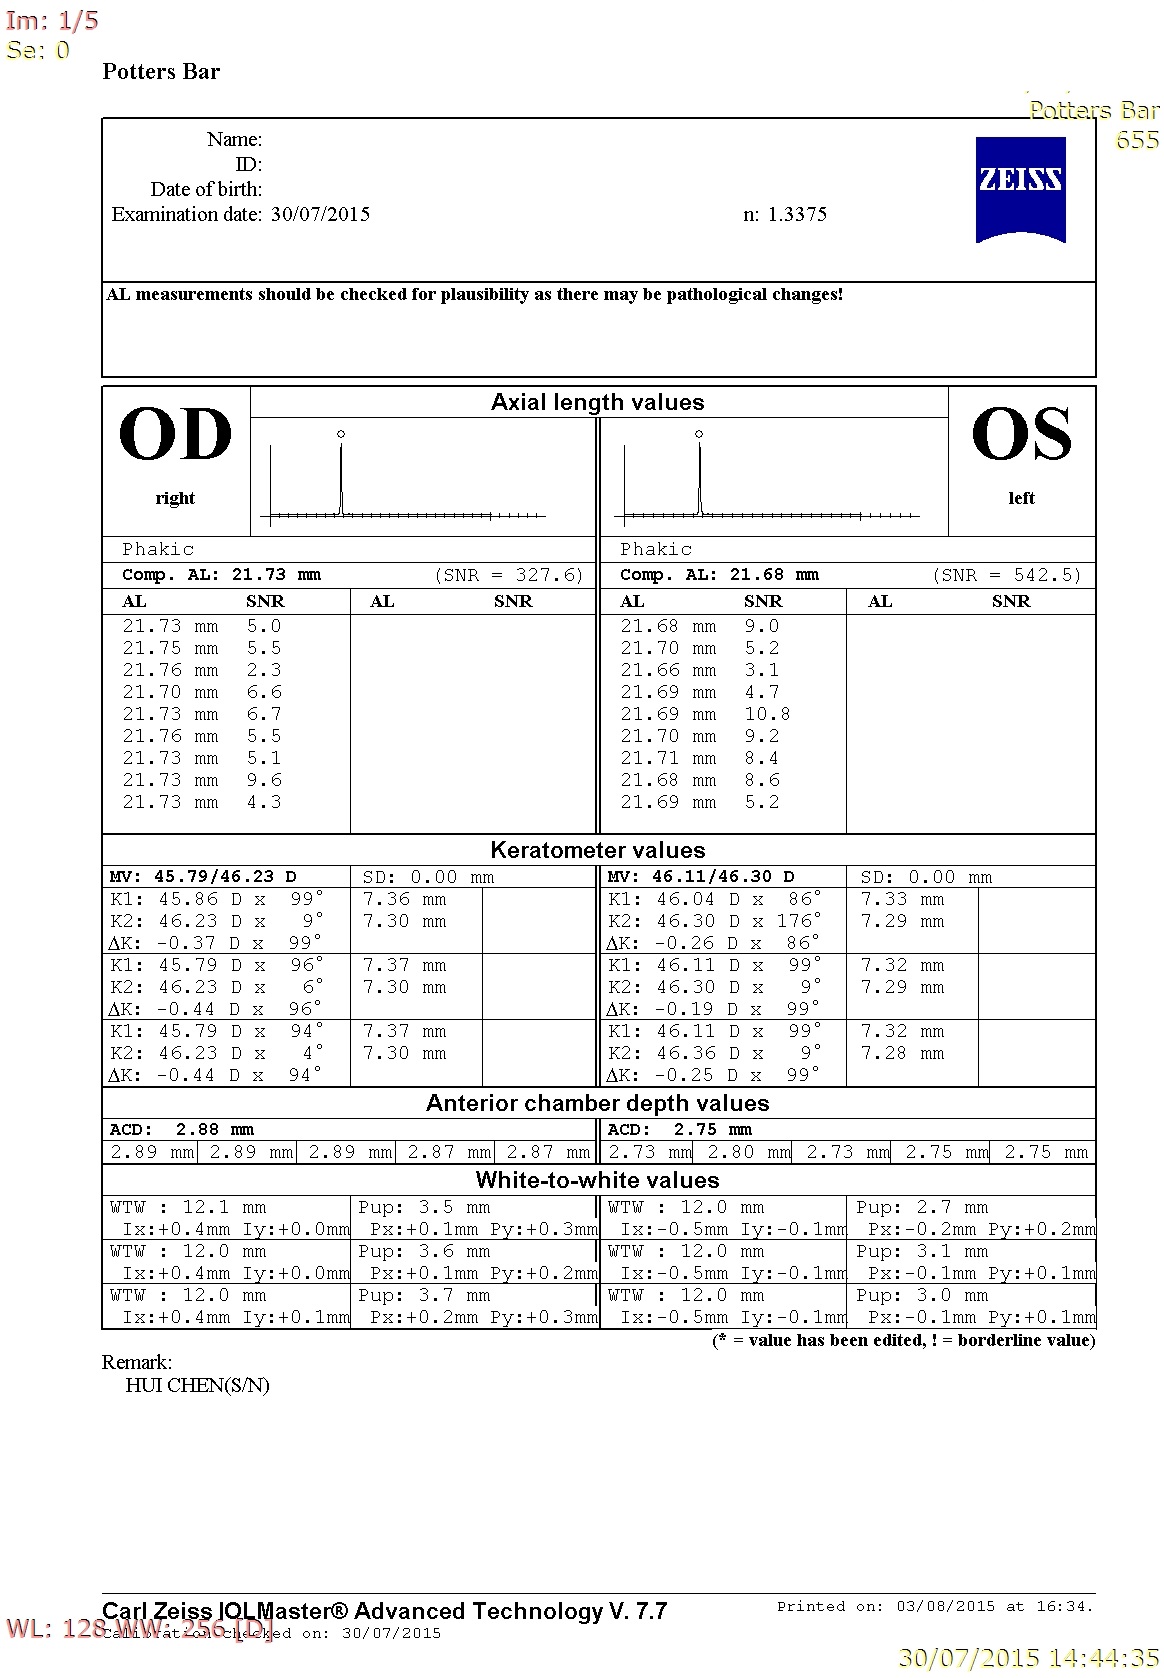 Im: 1/5
Se: 0
Potters Bar
Potters Bar
655
Name:
ID:
Date of birth:
Examination date: 30/07/2015 n: 1.3375
ZEISS
AL measurements should be checked for plausibility as there may be pathological changes!
OD
right
Axial length values
OS
left
Phakic Phakic
Comp. AL: 21.73 mm (SNR = 327.6) Comp. AL: 21.68 mm (SNR = 542.5)
AL SNR AL SNR AL SNR AL SNR
21.73 mm 5.0 21.68 mm 9.0
21.75 mm 5.5 21.70 mm 5.2
21.76 mm 2.3 21.66 mm 3.1
21.70 mm 6.6 21.69 mm 4.7
21.73 mm 6.7 21.69 mm 10.8
21.76 mm 5.5 21.70 mm 9.2
21.73 mm 5.1 21.71 mm 8.4
21.73 mm 9.6 21.68 mm 8.6
21.73 mm 4.3 21.69 mm 5.2
Keratometer values
MV: 45.79/46.23 D SD: 0.00 mm MV: 46.11/46.30 D SD: 0.00 mm
K1: 45.86 D x 99° 7.36 mm K1: 46.04 D x 86° 7.33 mm
K2: 46.23 D x 9° 7.30 mm K2: 46.30 D x 176° 7.29 mm
ΔK: -0.37 D x 99° ΔK: -0.26 D x 86°
K1: 45.79 D x 96° 7.37 mm K1: 46.11 D x 99° 7.32 mm
K2: 46.23 D x 6° 7.30 mm K2: 46.30 D x 9° 7.29 mm
ΔK: -0.44 D x 96° ΔK: -0.19 D x 99°
K1: 45.79 D x 94° 7.37 mm K1: 46.11 D x 99° 7.32 mm
K2: 46.23 D x 4° 7.30 mm K2: 46.36 D x 9° 7.28 mm
ΔK: -0.44 D x 94° ΔK: -0.25 D x 99°
Anterior chamber depth values
ACD: 2.88 mm ACD: 2.75 mm
2.89 mm 2.89 mm 2.89 mm 2.87 mm 2.87 mm 2.73 mm 2.80 mm 2.73 mm 2.75 mm 2.75 mm
White-to-white values
WTW : 12.1 mm Pup: 3.5 mm WTW : 12.0 mm Pup: 2.7 mm
Ix:+0.4mm Iy:+0.0mm Px:+0.1mm Py:+0.3mm Ix:-0.5mm Iy:-0.1mm Px:-0.2mm Py:+0.2mm
WTW : 12.0 mm Pup: 3.6 mm WTW : 12.0 mm Pup: 3.1 mm
Ix:+0.4mm Iy:+0.0mm Px:+0.1mm Py:+0.2mm Ix:-0.5mm Iy:-0.1mm Px:-0.1mm Py:+0.1mm
WTW : 12.0 mm Pup: 3.7 mm WTW : 12.0 mm Pup: 3.0 mm
Ix:+0.4mm Iy:+0.1mm Px:+0.2mm Py:+0.3mm Ix:-0.5mm Iy:-0.1mm Px:-0.1mm Py:+0.1mm
(* = value has been edited, ! = borderline value)
Remark:
HUI CHEN(S/N)
Carl Zeiss IOLMaster® Advanced Technology V. 7.7 Printed on: 03/08/2015 at 16:34.
WL: 128 WW: 256 [D]
Calibration checked on: 30/07/2015
30/07/2015 14:44:35